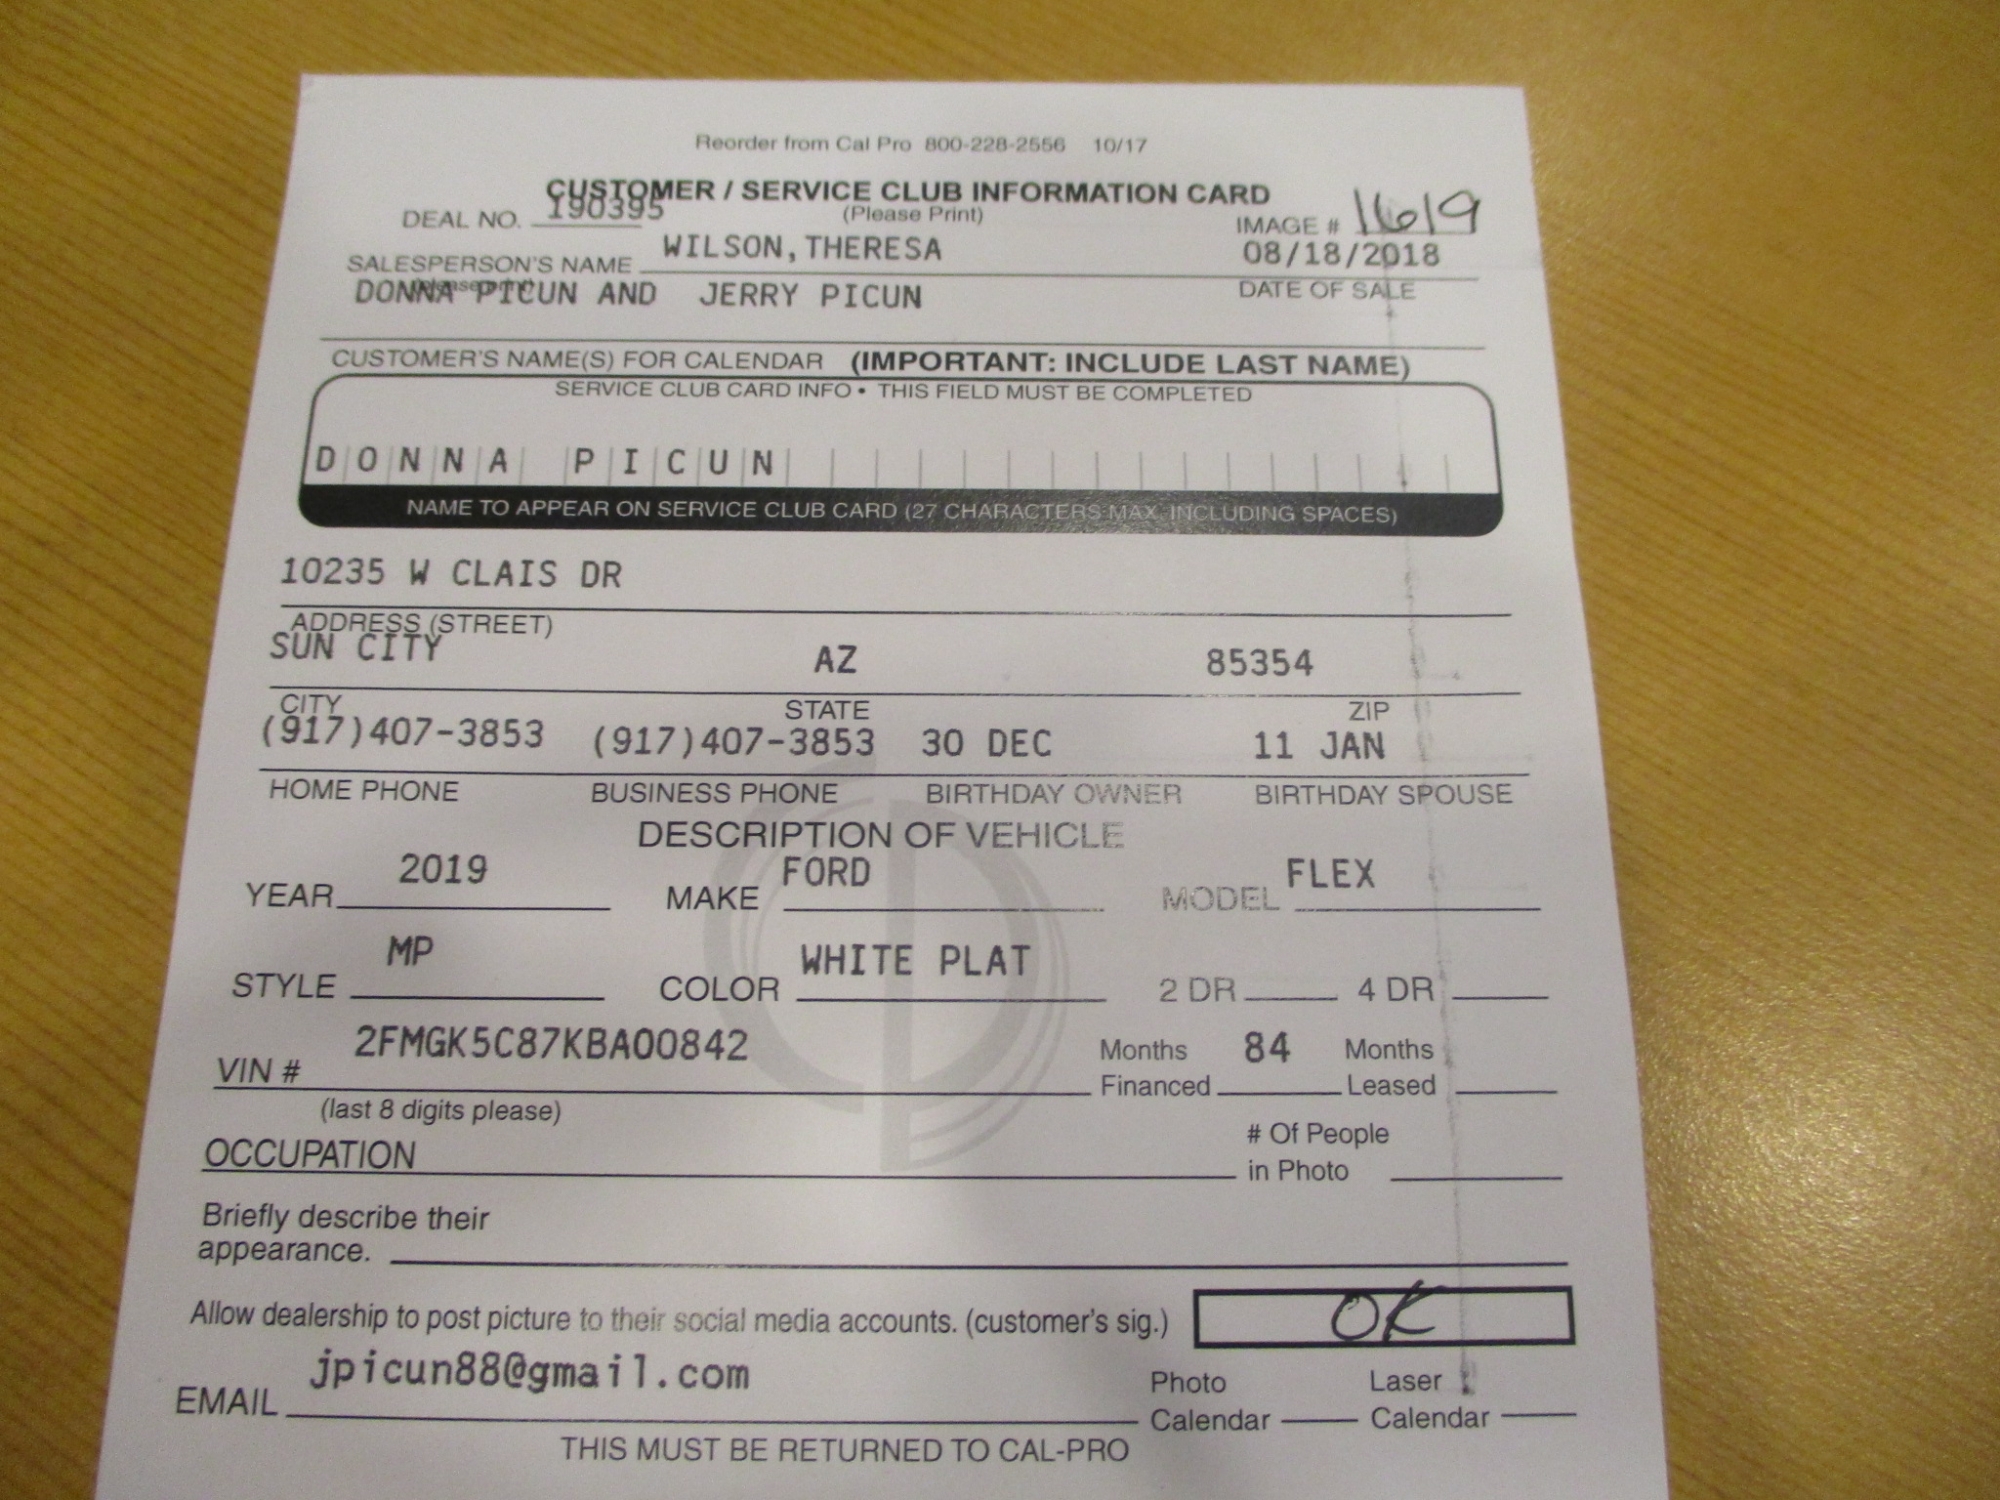 Reorder from Cal Pro 800-228-2556 10/17
CUSTOMER / SERVICE CLUB INFORMATION CARD
DEAL NO. 190395 (Please Print) IMAGE # 1619
SALESPERSON'S NAME WILSON, THERESA 08/18/2018
(please print) DATE OF SALE
DONNA PICUN AND JERRY PICUN
CUSTOMER'S NAME(S) FOR CALENDAR (IMPORTANT: INCLUDE LAST NAME)
SERVICE CLUB CARD INFO • THIS FIELD MUST BE COMPLETED
DONNA PICUN
NAME TO APPEAR ON SERVICE CLUB CARD (27 CHARACTERS MAX. INCLUDING SPACES)
10235 W CLAIS DR
ADDRESS (STREET)
SUN CITY AZ 85354
CITY STATE ZIP
(917)407-3853 (917)407-3853 30 DEC 11 JAN
HOME PHONE BUSINESS PHONE BIRTHDAY OWNER BIRTHDAY SPOUSE
DESCRIPTION OF VEHICLE
YEAR 2019 MAKE FORD MODEL FLEX
STYLE MP COLOR WHITE PLAT 2 DR 4 DR
VIN # 2FMGK5C87KBA00842 Months Financed 84 Months Leased
(last 8 digits please)
OCCUPATION # Of People in Photo
Briefly describe their
appearance.
Allow dealership to post picture to their social media accounts. (customer's sig.) OK
EMAIL jpicun88@gmail.com Photo Calendar Laser Calendar
THIS MUST BE RETURNED TO CAL-PRO